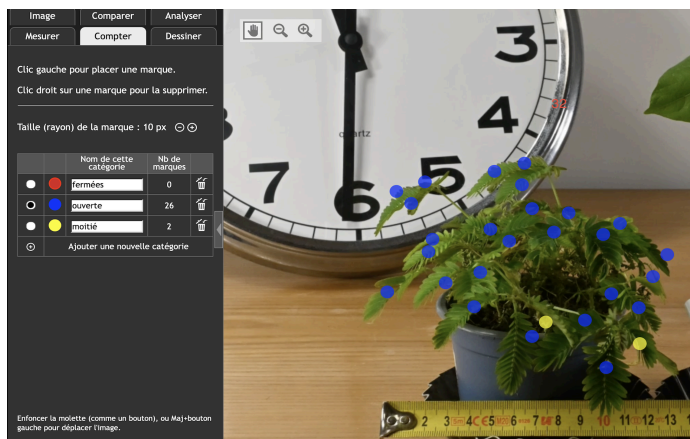 Image Comparer Analyser
Mesurer Compter Dessiner
Clic gauche pour placer une marque.
Clic droit sur une marque pour la supprimer.
Taille (rayon) de la marque : 10 px
Nom de cette catégorie
Nb de marques
fermées 0
ouverte 26
moitié 2
Ajouter une nouvelle catégorie
Enfoncer la molette (comme un bouton), ou Maj+bouton
gauche pour déplacer l'image.
3
4
5
6
7
quartz
2 3 4 5 6 7 8 9 10 11 12 13